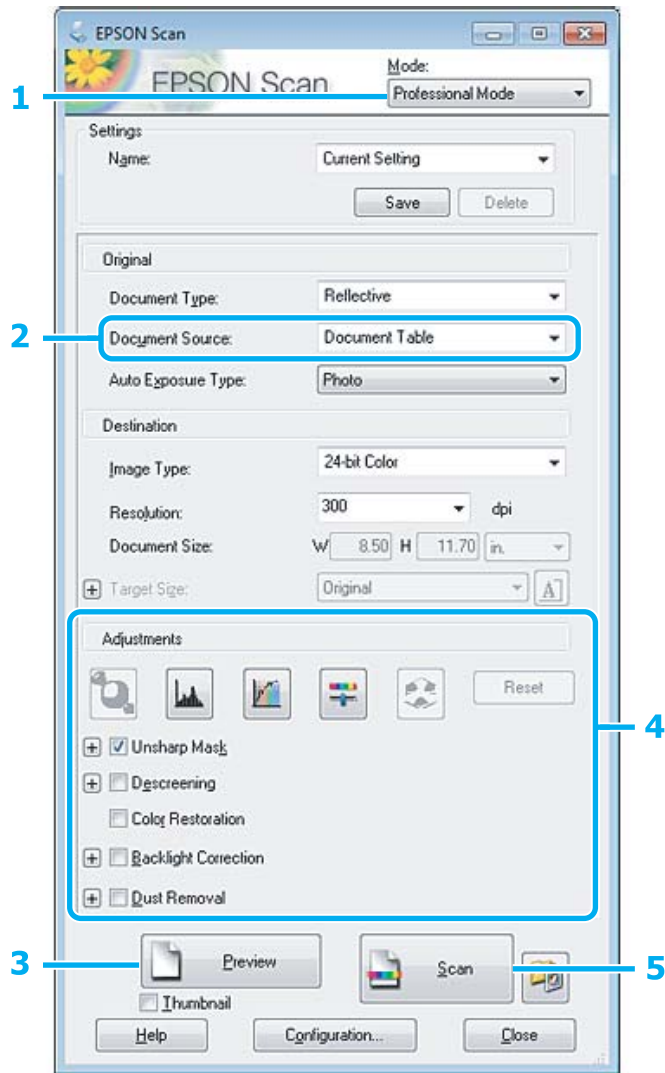 EPSON Scan
EPSON Scan
Mode:
1
Professional Mode
Settings
Name:
Current Setting
Save
Delete
Original
Document Type:
Reflective
2
Document Source:
Document Table
Auto Exposure Type:
Photo
Destination
Image Type:
24-bit Color
Resolution:
300
dpi
Document Size:
W
8.50
H
11.70
in.
Target Size:
Original
A
Adjustments
Reset
4
Unsharp Mask
Descreening
Color Restoration
Backlight Correction
Dust Removal
3
Preview
Scan
5
Thumbnail
Help
Configuration...
Close